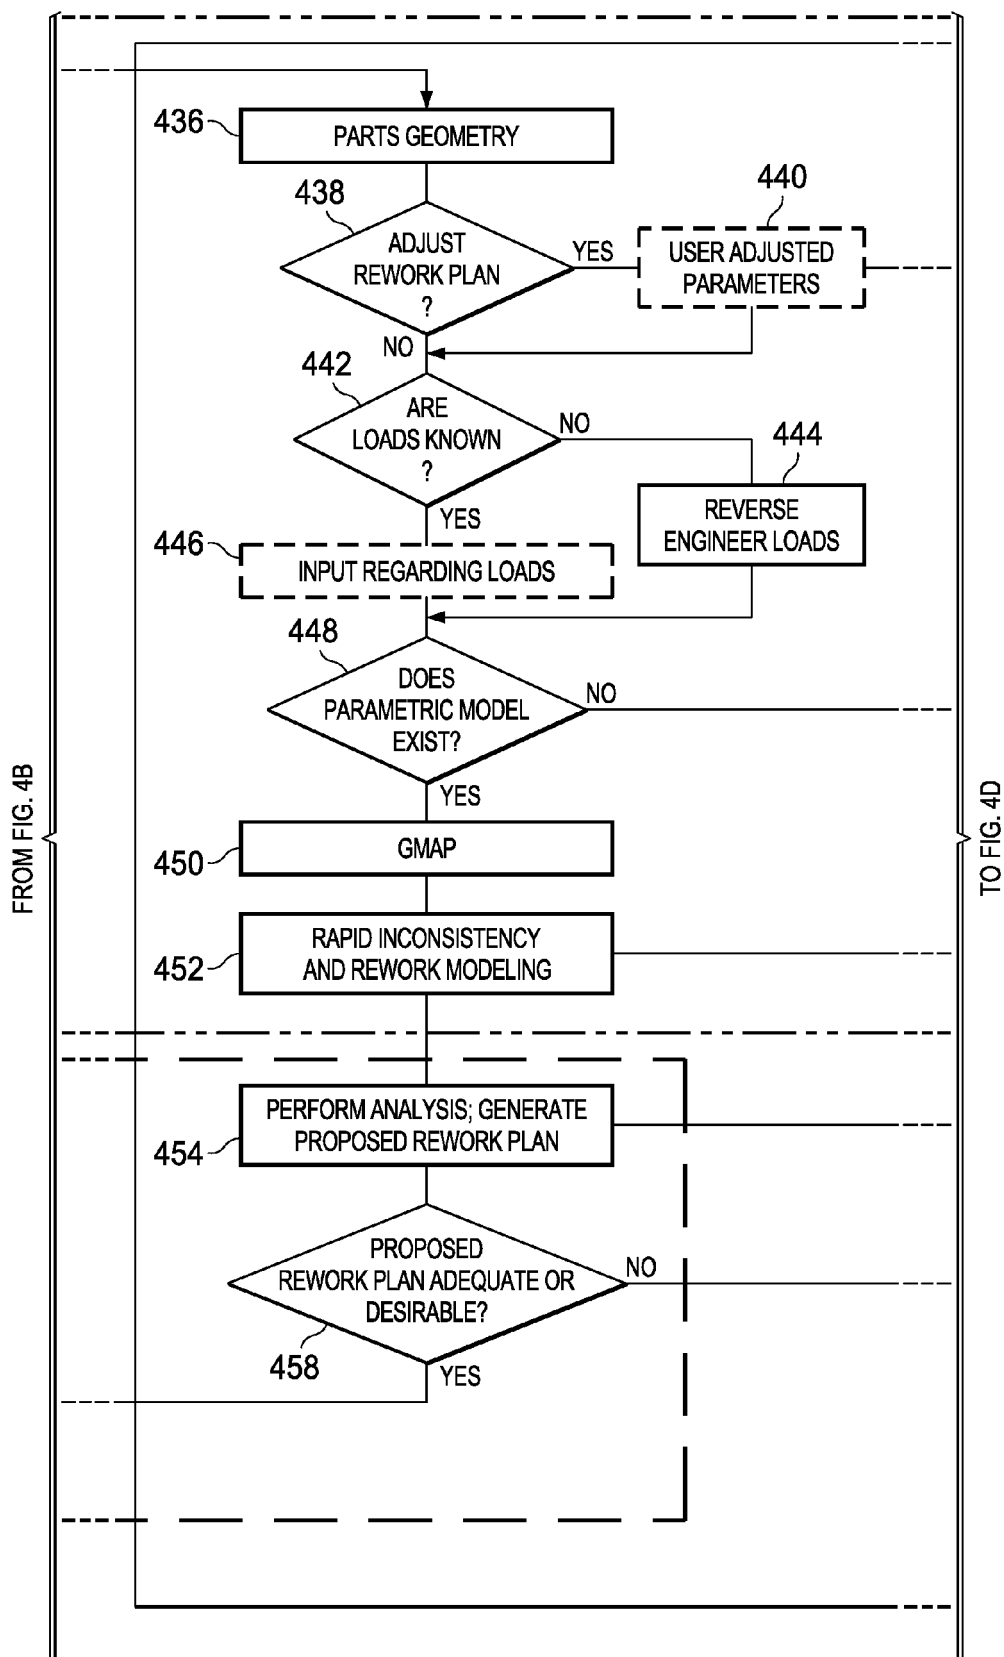 436
PARTS GEOMETRY
438
ADJUST
REWORK PLAN
?
YES
440
USER ADJUSTED
PARAMETERS
NO
442
ARE
LOADS KNOWN
?
NO
444
REVERSE
ENGINEER LOADS
YES
446
INPUT REGARDING LOADS
448
DOES
PARAMETRIC MODEL
EXIST?
NO
YES
FROM FIG. 4B
TO FIG. 4D
450
GMAP
452
RAPID INCONSISTENCY
AND REWORK MODELING
454
PERFORM ANALYSIS; GENERATE
PROPOSED REWORK PLAN
PROPOSED
REWORK PLAN ADEQUATE OR
DESIRABLE?
NO
458
YES